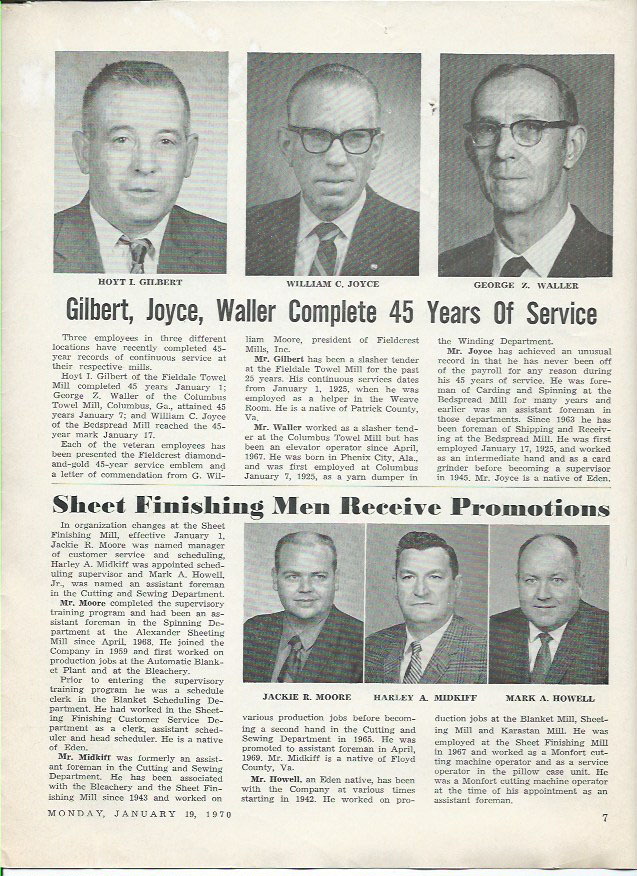 HOYT I. GILBERT
WILLIAM C. JOYCE
GEORGE Z. WALLER
Gilbert, Joyce, Waller Complete 45 Years Of Service
Three employees in three different
locations have recently completed 45-
year records of continuous service at
their respective mills.
Hoyt I. Gilbert of the Fieldale Towel
Mill completed 45 years January 1;
George Z. Waller of the Columbus
Towel Mill, Columbus, Ga., attained 45
years January 7; and William C. Joyce
of the Bedspread Mill reached the 45-
year mark January 17.
Each of the veteran employees has
been presented the Fieldcrest diamond-
and-gold 45-year service emblem and
a letter of commendation from G. Wil-
liam Moore, president of Fieldcrest
Mills, Inc.
Mr. Gilbert has been a slasher tender
at the Fieldale Towel Mill for the past
25 years. His continuous services dates
from January 1, 1925, when he was
employed as a helper in the Weave
Room. He is a native of Patrick County,
Va.
Mr. Waller worked as a slasher tend-
er at the Columbus Towel Mill but has
been an elevator operator since April,
1967. He was born in Phenix City, Ala.,
and was first employed at Columbus
January 7, 1925, as a yarn dumper in
the Winding Department.
Mr. Joyce has achieved an unusual
record in that he has never been off
of the payroll for any reason during
his 45 years of service. He was fore-
man of Carding and Spinning at the
Bedspread Mill for many years and
earlier was an assistant foreman in
those departments. Since 1963 he has
been foreman of Shipping and Receiv-
ing at the Bedspread Mill. He was first
employed January 17, 1925, and worked
as an intermediate hand and as a card
grinder before becoming a supervisor
in 1945. Mr. Joyce is a native of Eden.
Sheet Finishing Men Receive Promotions
In organization changes at the Sheet
Finishing Mill, effective January 1,
Jackie R. Moore was named manager
of customer service and scheduling,
Harley A. Midkiff was appointed sched-
uling supervisor and Mark A. Howell,
Jr., was named an assistant foreman
in the Cutting and Sewing Department.
Mr. Moore completed the supervisory
training program and had been an as-
sistant foreman in the Spinning De-
partment at the Alexander Sheeting
Mill since April, 1968. He joined the
Company in 1959 and first worked on
production jobs at the Automatic Blank-
et Plant and at the Bleachery.
Prior to entering the supervisory
training program he was a schedule
clerk in the Blanket Scheduling De-
partment. He had worked in the Sheet-
ing Finishing Customer Service De-
partment as a clerk, assistant sched-
uler and head scheduler. He is a native
of Eden.
Mr. Midkiff was formerly an assist-
ant foreman in the Cutting and Sewing
Department. He has been associated
with the Bleachery and the Sheet Fin-
ishing Mill since 1943 and worked on
JACKIE R. MOORE
HARLEY A. MIDKIFF
MARK A. HOWELL
various production jobs before becom-
ing a second hand in the Cutting and
Sewing Department in 1965. He was
promoted to assistant foreman in April,
1969. Mr. Midkiff is a native of Floyd
County, Va.
Mr. Howell, an Eden native, has been
with the Company at various times
starting in 1942. He worked on pro-
duction jobs at the Blanket Mill, Sheet-
ing Mill and Karastan Mill. He was
employed at the Sheet Finishing Mill
in 1967 and worked as a Monfort cut-
ting machine operator and as a service
operator in the pillow case unit. He
was a Monfort cutting machine operator
at the time of his appointment as an
assistant foreman.
MONDAY, JANUARY 19, 1970
7